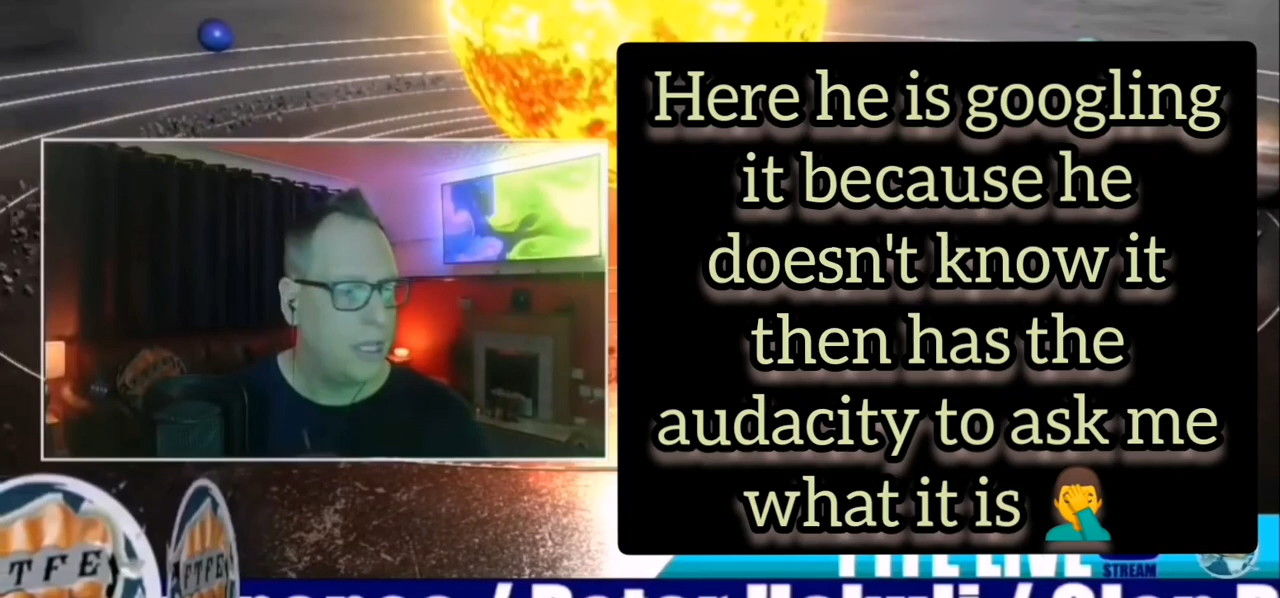 Here he is googling
it because he
doesn't know it
then has the
audacity to ask me
what it is 🤦‍♂️
TFE
FTFE
STREAM